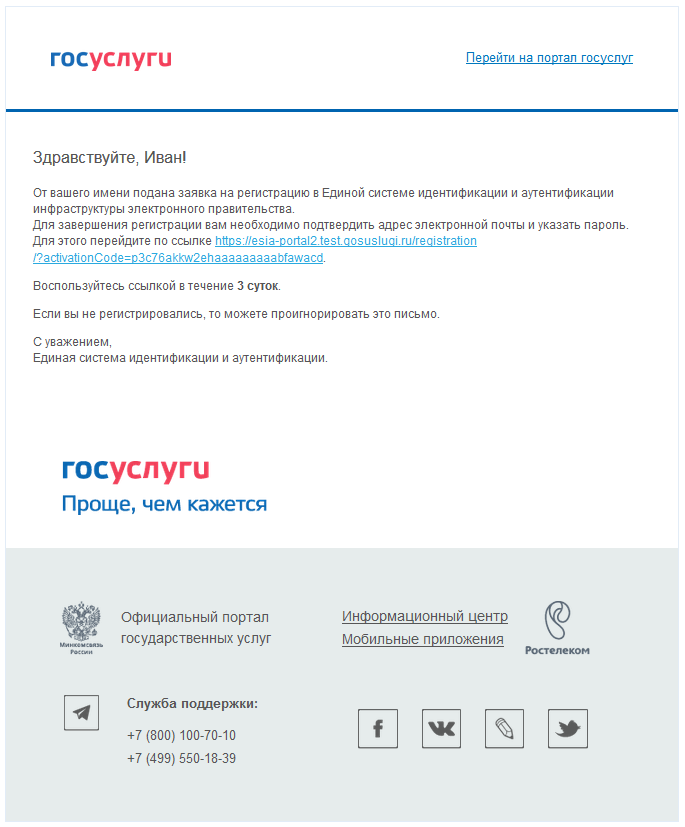 госуслуги
Перейти на портал госуслуг
Здравствуйте, Иван!
От вашего имени подана заявка на регистрацию в Единой системе идентификации и аутентификации
инфраструктуры электронного правительства.
Для завершения регистрации вам необходимо подтвердить адрес электронной почты и указать пароль.
Для этого перейдите по ссылке https://esia-portal2.test.gosuslugi.ru/registration
/?activationCode=p3c76akkw2ehaaaaaaaaabfawacd.
Воспользуйтесь ссылкой в течение 3 суток.
Если вы не регистрировались, то можете проигнорировать это письмо.
С уважением,
Единая система идентификации и аутентификации.
госуслуги
Проще, чем кажется
Минкомсвязь
России
Официальный портал
государственных услуг
Информационный центр
Мобильные приложения
Ростелеком
Служба поддержки:
+7 (800) 100-70-10
+7 (499) 550-18-39